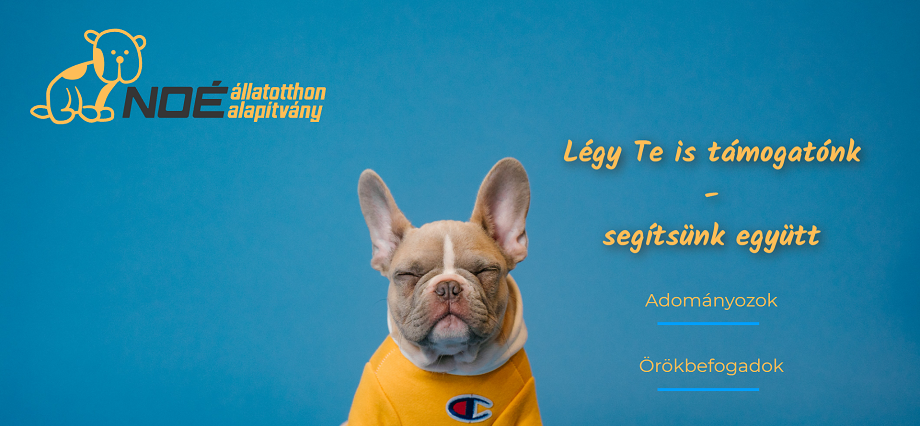 NOÉ állatotthon
alapítvány
Légy Te is támogatónk
-
segítsünk együtt
Adományozok
Örökbefogadok